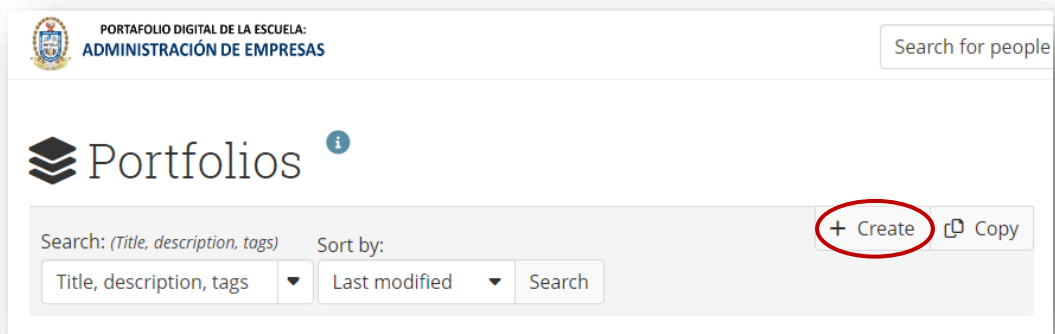 PORTAFOLIO DIGITAL DE LA ESCUELA:
ADMINISTRACIÓN DE EMPRESAS
Search for people
Portfolios
+ Create
Copy
Search: (Title, description, tags)
Sort by:
Title, description, tags
Last modified
Search